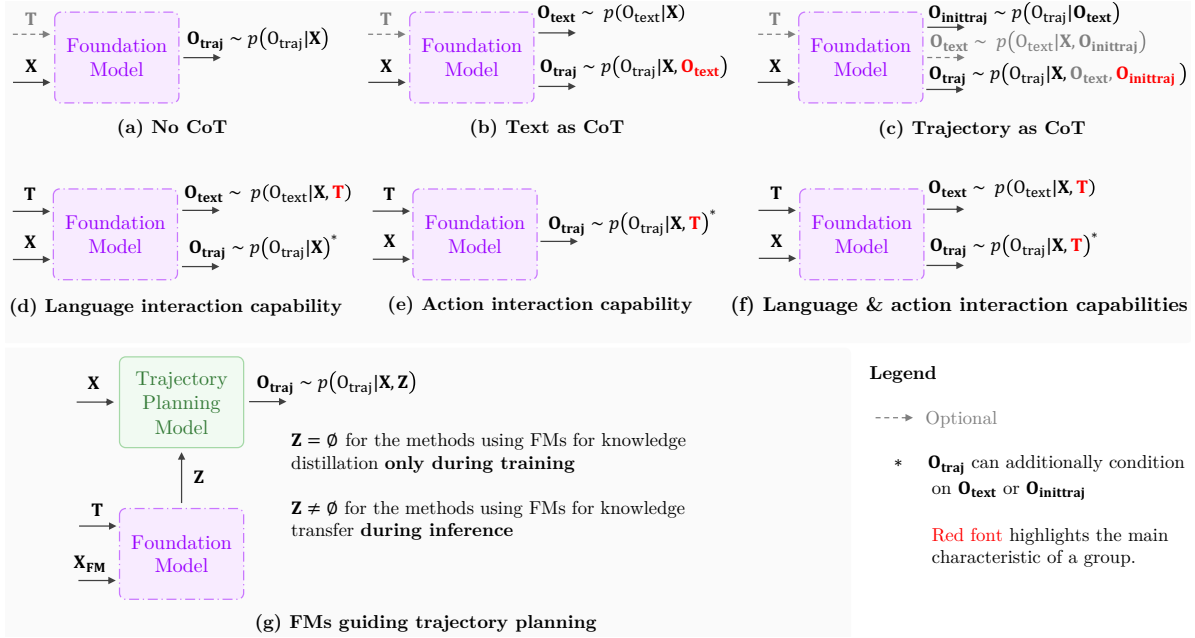 T
X
Foundation
Model
O_traj ~ p(O_traj|X)
(a) No CoT
T
X
Foundation
Model
O_text ~ p(O_text|X)
O_traj ~ p(O_traj|X, O_text)
(b) Text as CoT
T
X
Foundation
Model
O_inittraj ~ p(O_traj|O_text)
O_text ~ p(O_text|X, O_inittraj)
O_traj ~ p(O_traj|X, O_text, O_inittraj)
(c) Trajectory as CoT
T
X
Foundation
Model
O_text ~ p(O_text|X, T)
O_traj ~ p(O_traj|X)*
(d) Language interaction capability
T
X
Foundation
Model
O_traj ~ p(O_traj|X, T)*
(e) Action interaction capability
T
X
Foundation
Model
O_text ~ p(O_text|X, T)
O_traj ~ p(O_traj|X, T)*
(f) Language & action interaction capabilities
X
Trajectory
Planning
Model
O_traj ~ p(O_traj|X, Z)
Z = ∅ for the methods using FMs for knowledge
distillation only during training
Z
Z ≠ ∅ for the methods using FMs for knowledge
transfer during inference
T
X_FM
Foundation
Model
(g) FMs guiding trajectory planning
Legend
Optional
* O_traj can additionally condition
on O_text or O_inittraj
Red font highlights the main
characteristic of a group.